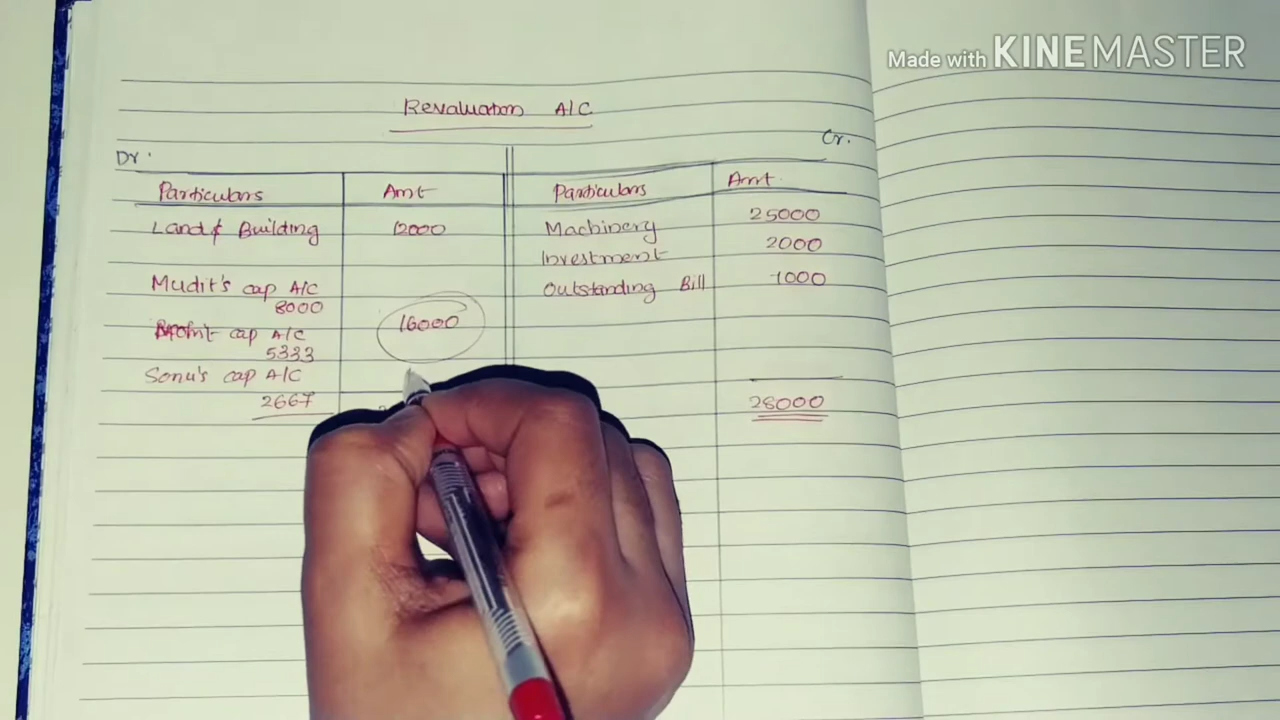 Made with KINEMASTER
Revaluation A/C
Dr.
Cr.
Particulars Amt Particulars Amt.
Land & Building 12000 Machinery 25000
Investment 2000
Mudit's cap A/C Outstanding Bill 1000
8000
16000
cap A/C
5333
Sonu's cap A/C
2667 28000